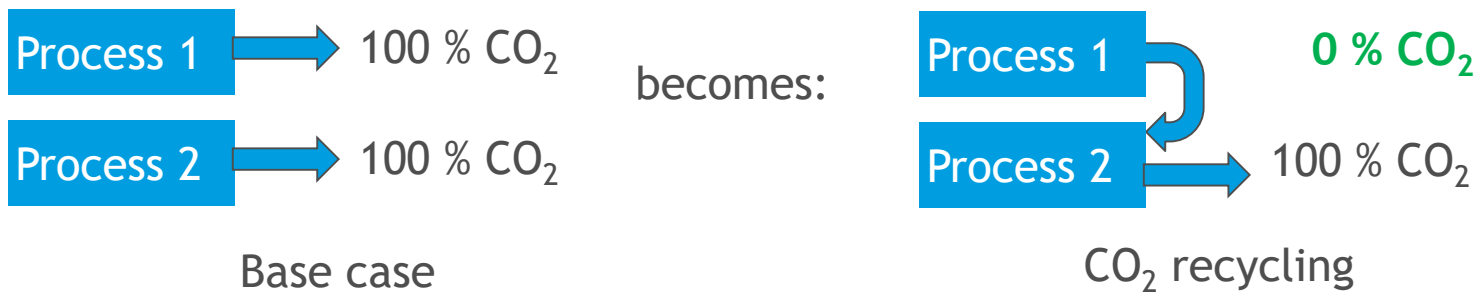 Process 1
100 % CO₂
Process 2
100 % CO₂
Base case
becomes:
Process 1
0 % CO₂
Process 2
100 % CO₂
CO₂ recycling